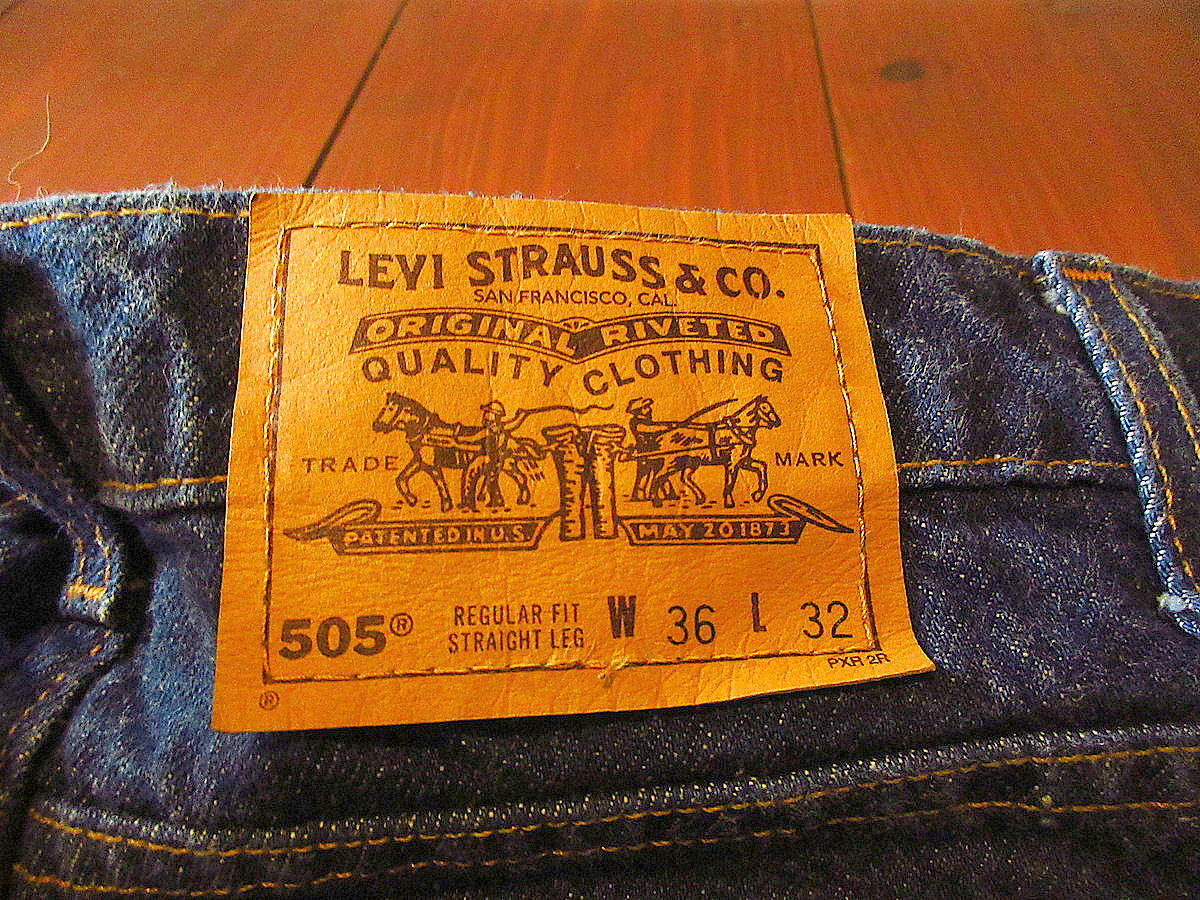 LEVI STRAUSS & CO.
SAN FRANCISCO, CAL.
ORIGINAL RIVETED
QUALITY CLOTHING
TRADE MARK
PATENTED IN U.S MAY 20 1873
505® REGULAR FIT W 36 L 32
STRAIGHT LEG
PXR 2R
®